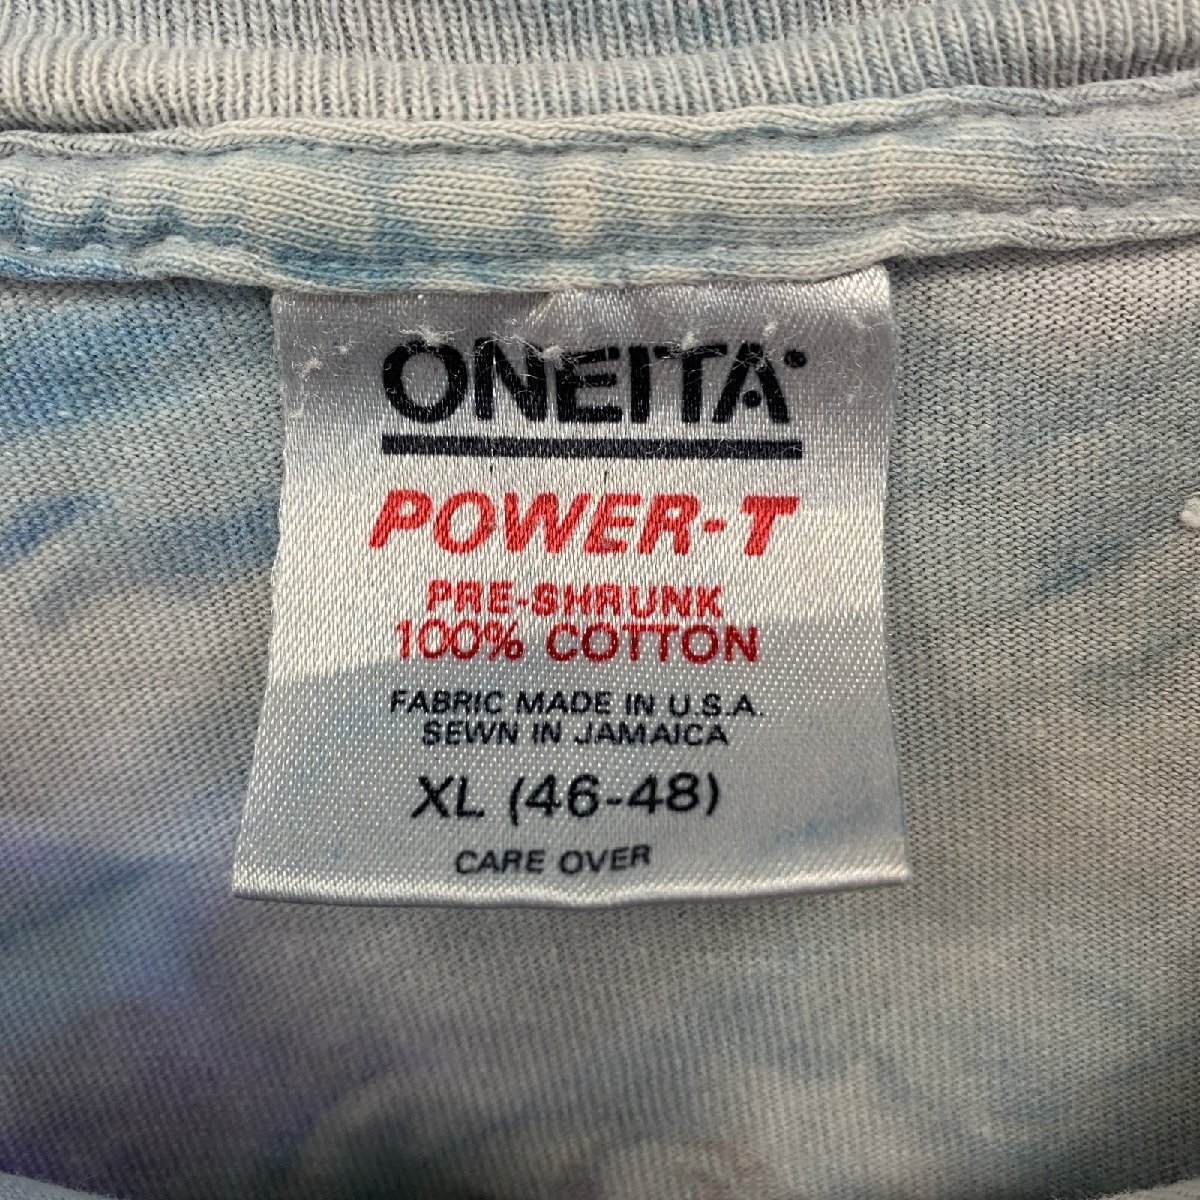 ONEITA
POWER-T
PRE-SHRUNK
100% COTTON
FABRIC MADE IN U.S.A.
SEWN IN JAMAICA
XL (46-48)
CARE OVER